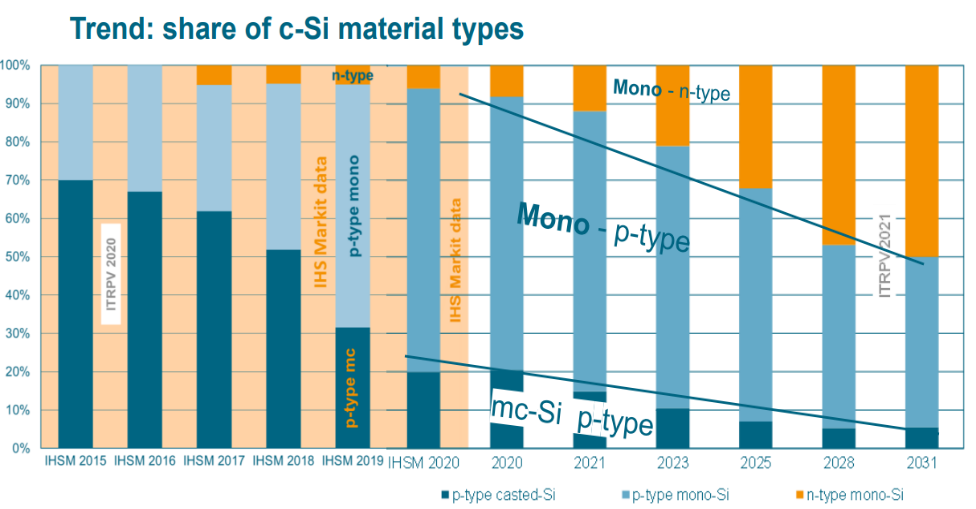 Trend: share of c-Si material types
100%
90%
80%
70%
60%
50%
40%
30%
20%
10%
0%
ITRPV 2020
IHS Markit data
n-type
p-type mono
p-type mc
IHS Markit data
Mono - n-type
Mono - p-type
mc-Si p-type
ITRPV 2021
IHSM 2015 IHSM 2016 IHSM 2017 IHSM 2018 IHSM 2019 IHSM 2020 2020 2021 2023 2025 2028 2031
p-type casted-Si p-type mono-Si n-type mono-Si